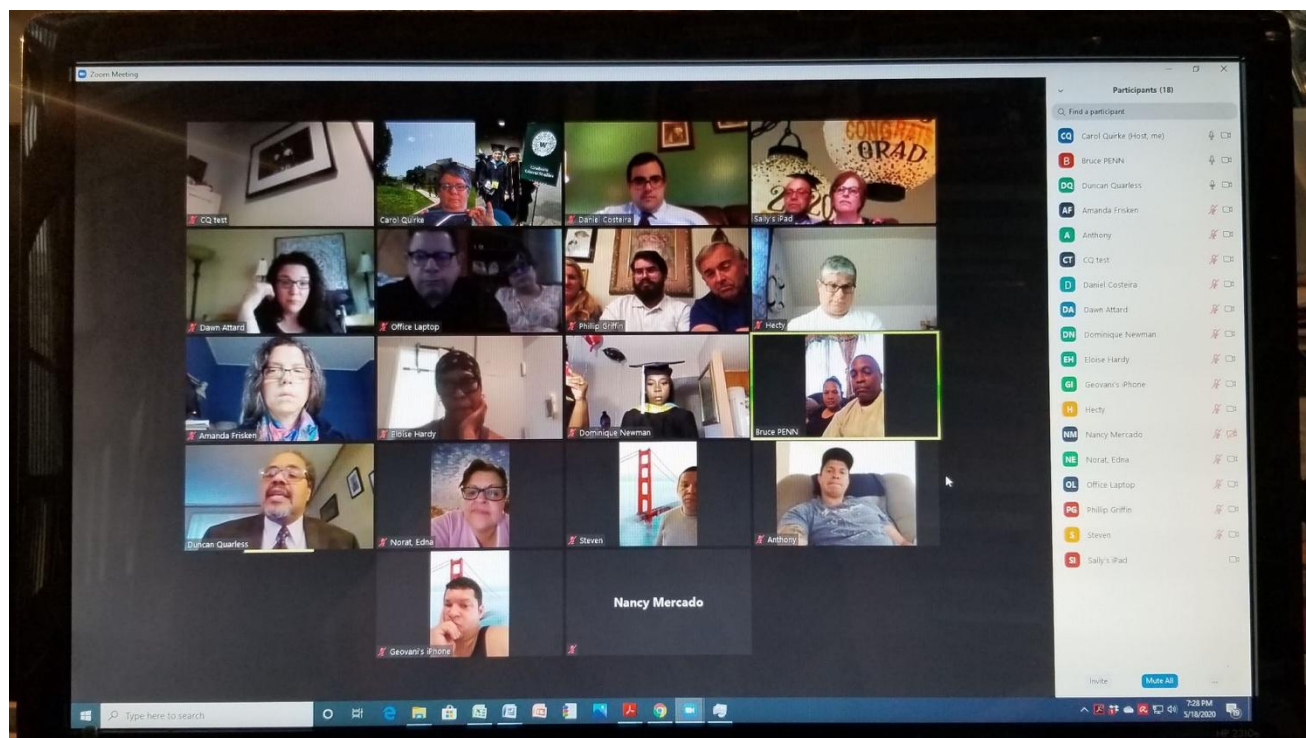 Zoom Meeting
Participants (18)
Find a participant
CQ test
Carol Quirke
W
Daniel Costeira
CONGRATS
GRAD
2020
Sally's iPad
Dawn Attard
Office Laptop
Phillip Griffin
Hecty
Amanda Frisken
Eloise Hardy
Dominique Newman
Bruce PENN
Duncan Quarless
Norat, Edna
Steven
Anthony
Geovani's iPhone
Nancy Mercado
CQ Carol Quirke (Host, me)
B Bruce PENN
DQ Duncan Quarless
AF Amanda Frisken
A Anthony
CT CQ test
D Daniel Costeira
DA Dawn Attard
DN Dominique Newman
EH Eloise Hardy
GI Geovani's iPhone
H Hecty
NM Nancy Mercado
NE Norat, Edna
OL Office Laptop
PG Phillip Griffin
S Steven
SI Sally's iPad
Invite Mute All ...
Type here to search
7:28 PM
5/18/2020